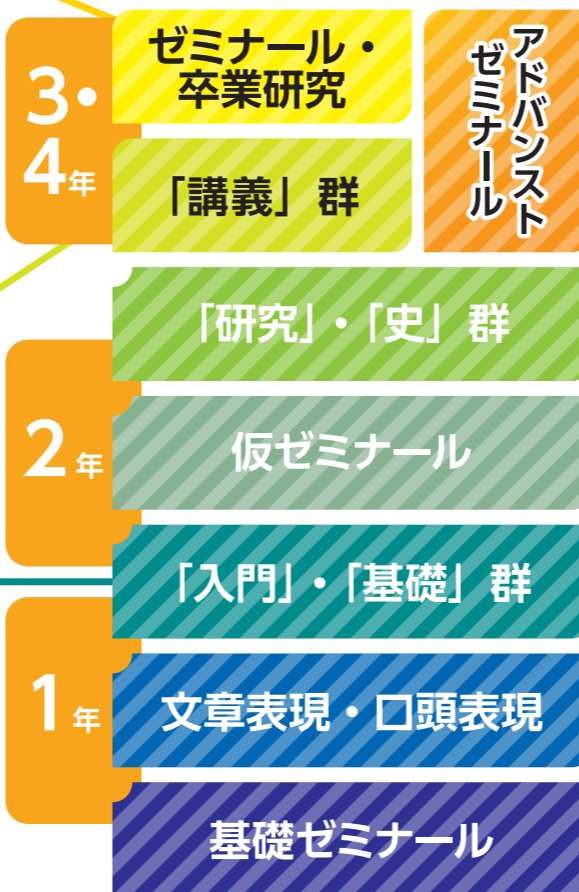 3・
4年
ゼミナール・
卒業研究
「講義」群
アドバンスト
ゼミナール
「研究」・「史」群
2年
仮ゼミナール
「入門」・「基礎」群
1年
文章表現・口頭表現
基礎ゼミナール